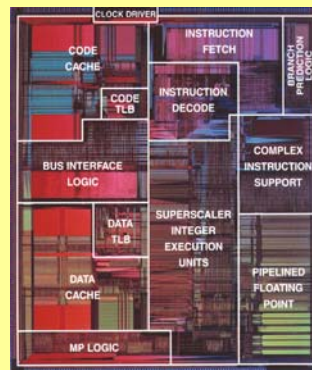 CLOCK DRIVER
CODE
CACHE
CODE
TLB
INSTRUCTION
FETCH
BRANCH
PREDICTION
LOGIC
INSTRUCTION
DECODE
BUS INTERFACE
LOGIC
COMPLEX
INSTRUCTION
SUPPORT
DATA
TLB
SUPERSCALER
INTEGER
EXECUTION
UNITS
DATA
CACHE
PIPELINED
FLOATING
POINT
MP LOGIC